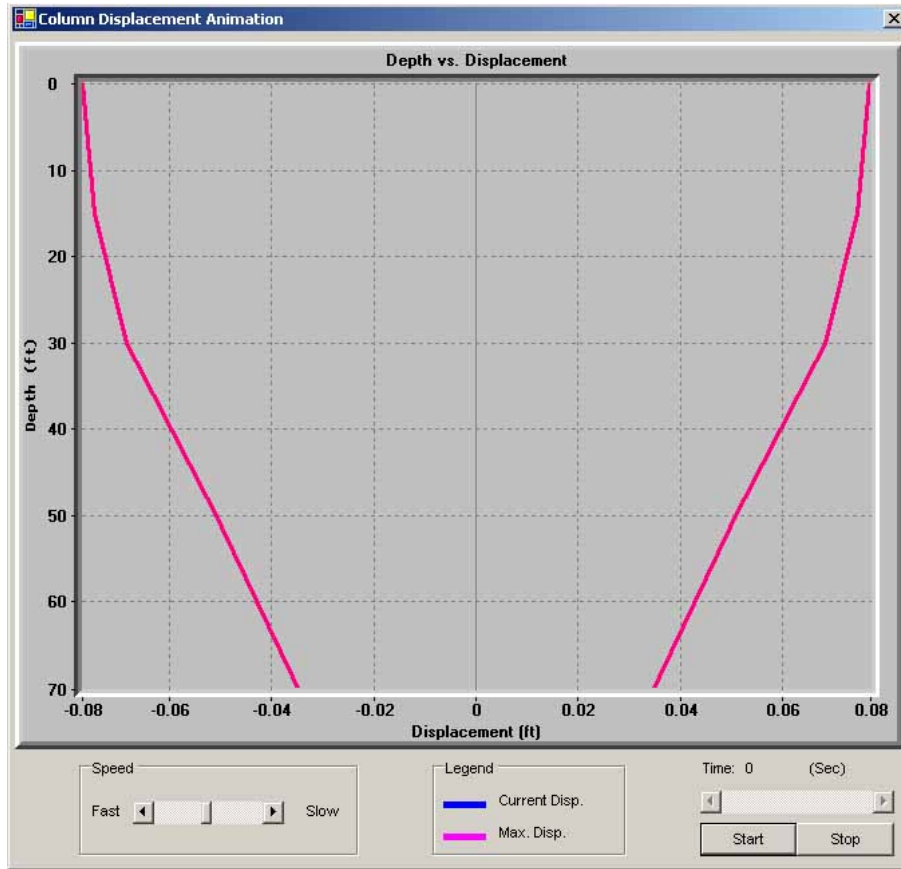 Column Displacement Animation
Depth vs. Displacement
0
10
20
30
40
50
60
70
Depth (ft)
-0.08 -0.06 -0.04 -0.02 0 0.02 0.04 0.06 0.08
Displacement (ft)
Speed
Fast Slow
Legend
Current Disp.
Max. Disp.
Time: 0 (Sec)
Start Stop